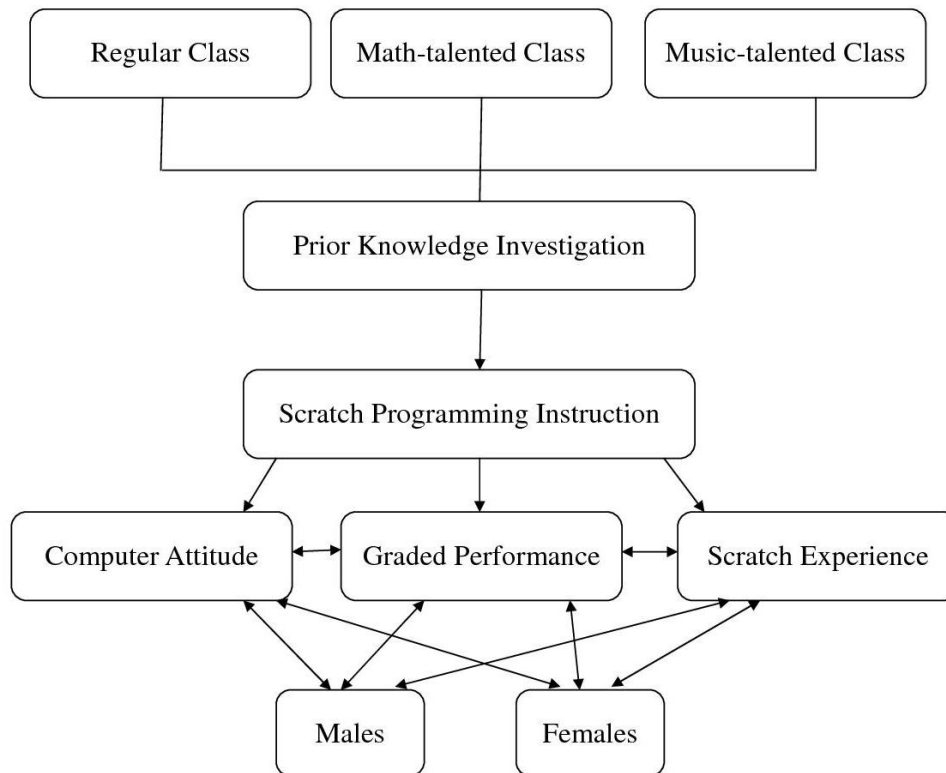 Regular Class
Math-talented Class
Music-talented Class
Prior Knowledge Investigation
Scratch Programming Instruction
Computer Attitude
Graded Performance
Scratch Experience
Males
Females